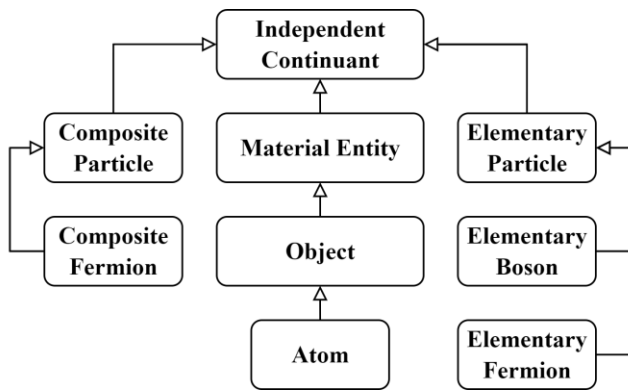 Independent
Continuant
Composite
Particle
Material Entity
Elementary
Particle
Composite
Fermion
Object
Elementary
Boson
Atom
Elementary
Fermion